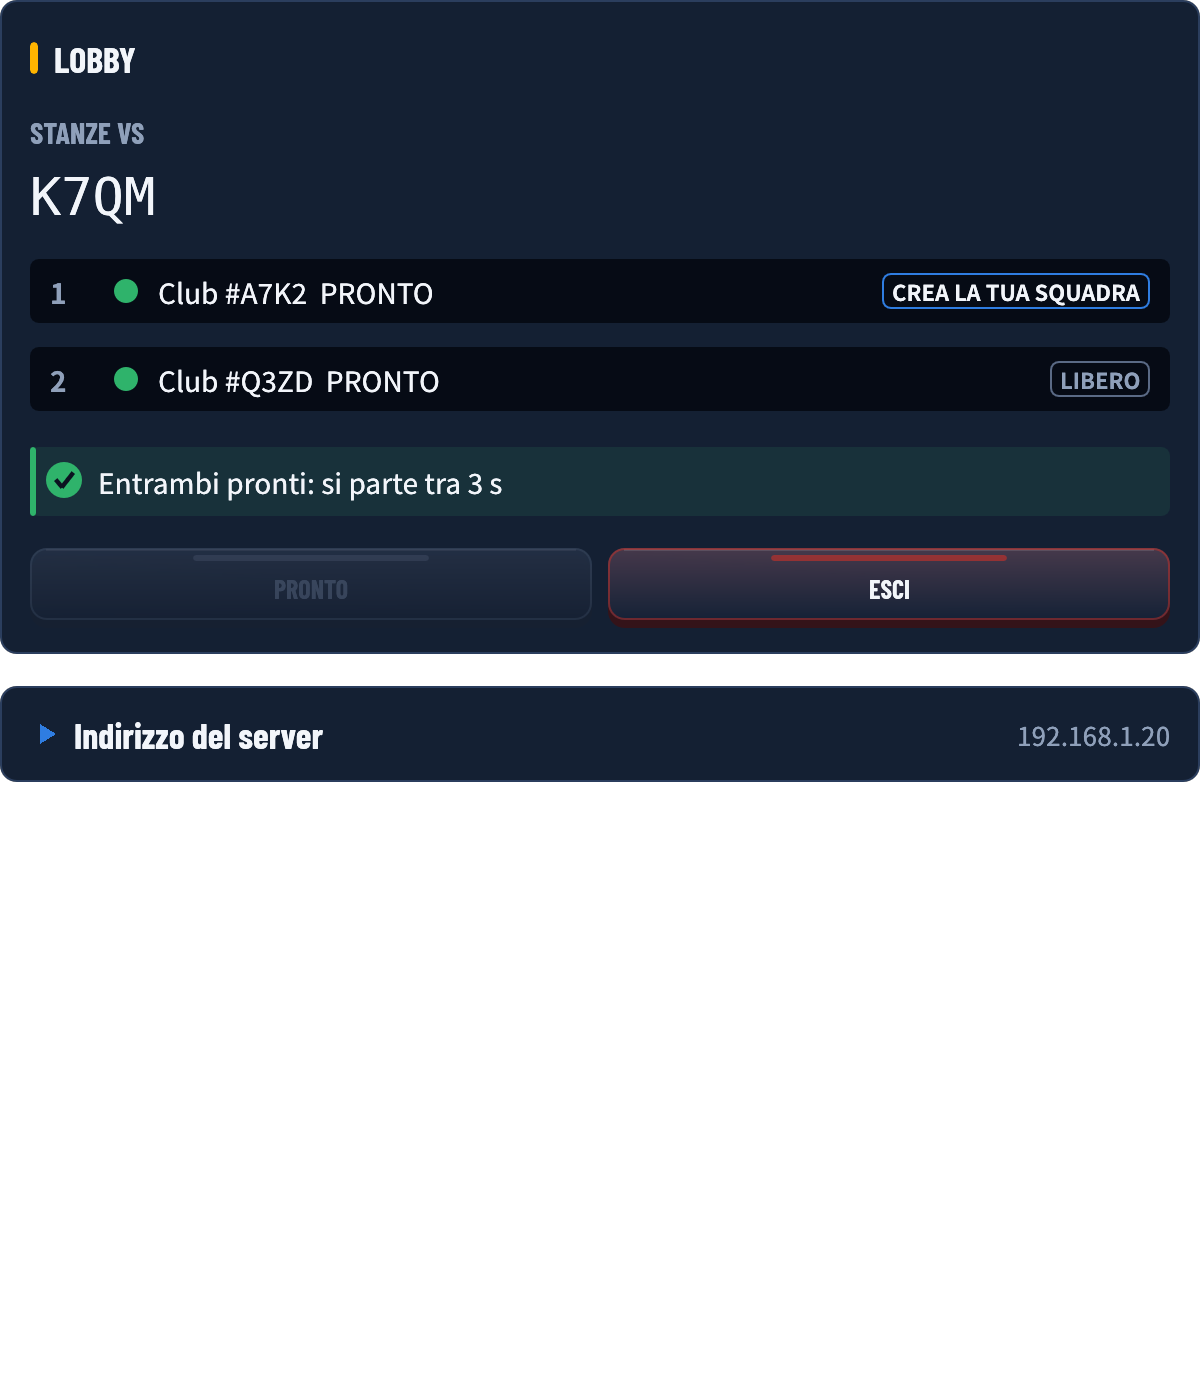 LOBBY
STANZE VS
K7QM
1 Club #A7K2 PRONTO CREA LA TUA SQUADRA
2 Club #Q3ZD PRONTO LIBERO
Entrambi pronti: si parte tra 3 s
PRONTO ESCI
Indirizzo del server 192.168.1.20